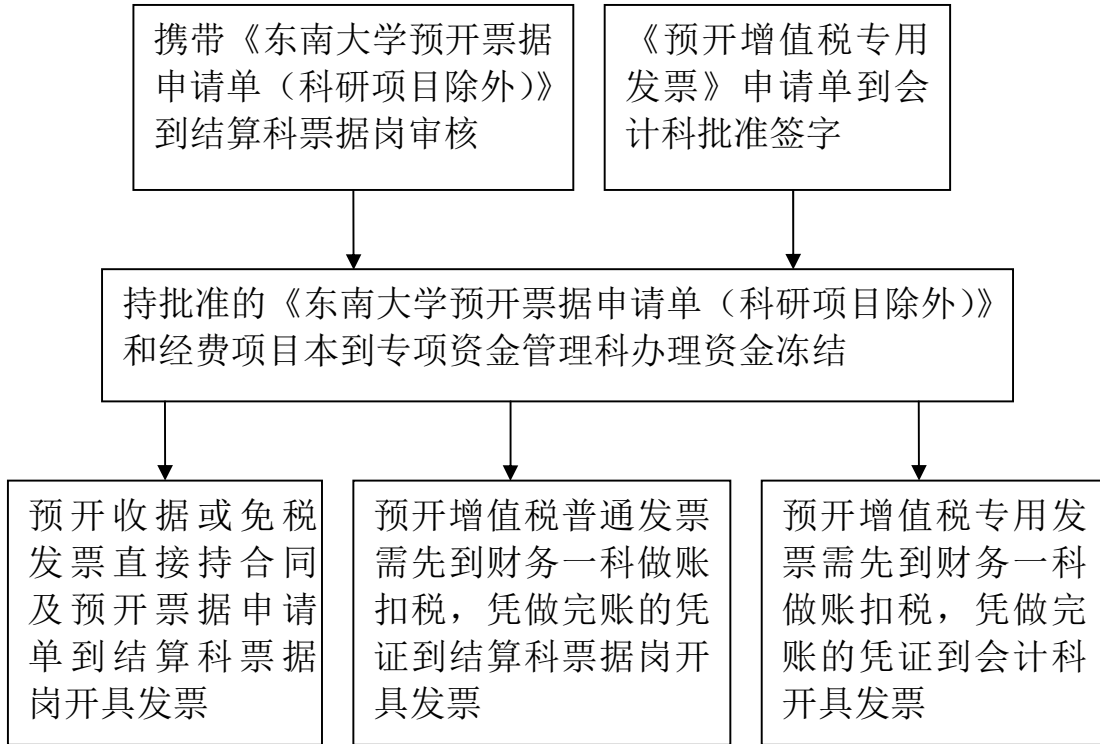 携带《东南大学预开票据
申请单（科研项目除外）》
到结算科票据岗审核
《预开增值税专用
发票》申请单到会
计科批准签字
持批准的《东南大学预开票据申请单（科研项目除外）》
和经费项目本到专项资金管理科办理资金冻结
预开收据或免税
发票直接持合同
及预开票据申请
单到结算科票据
岗开具发票
预开增值税普通发票
需先到财务一科做账
扣税，凭做完账的凭
证到结算科票据岗开
具发票
预开增值税专用发
票需先到财务一科
做账扣税，凭做完
账的凭证到会计科
开具发票